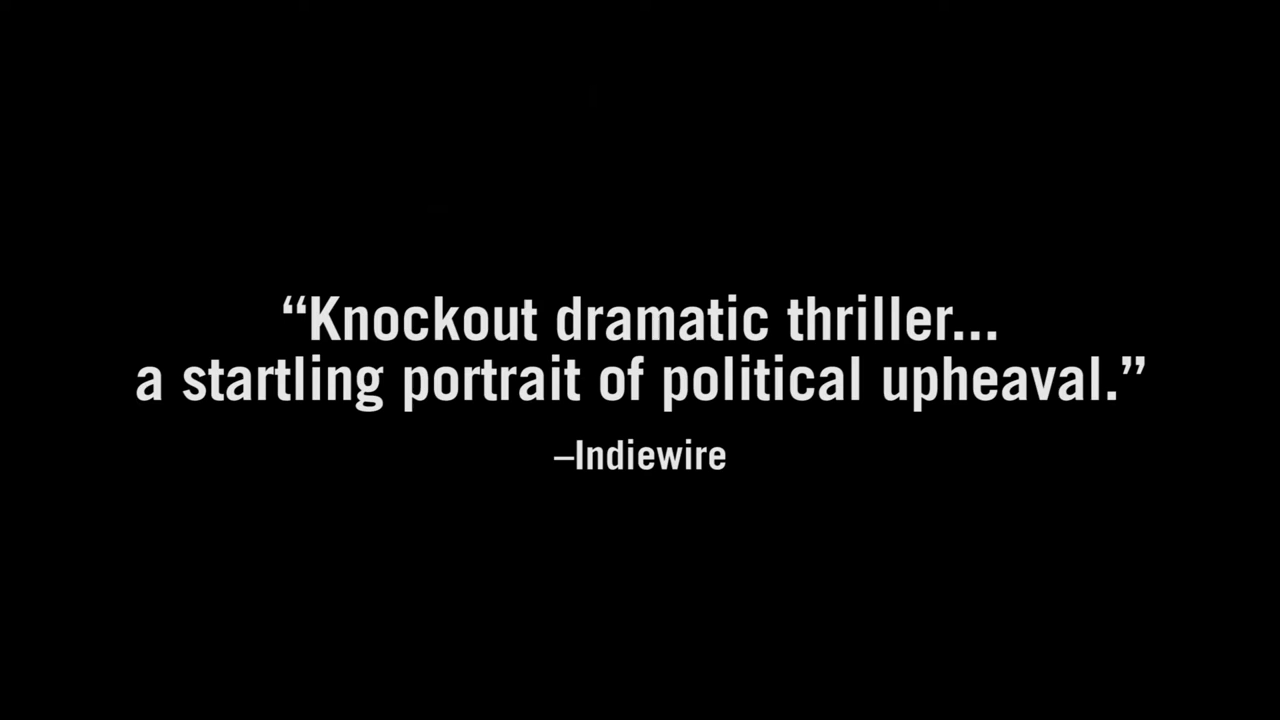 “Knockout dramatic thriller...
a startling portrait of political upheaval.”
–Indiewire